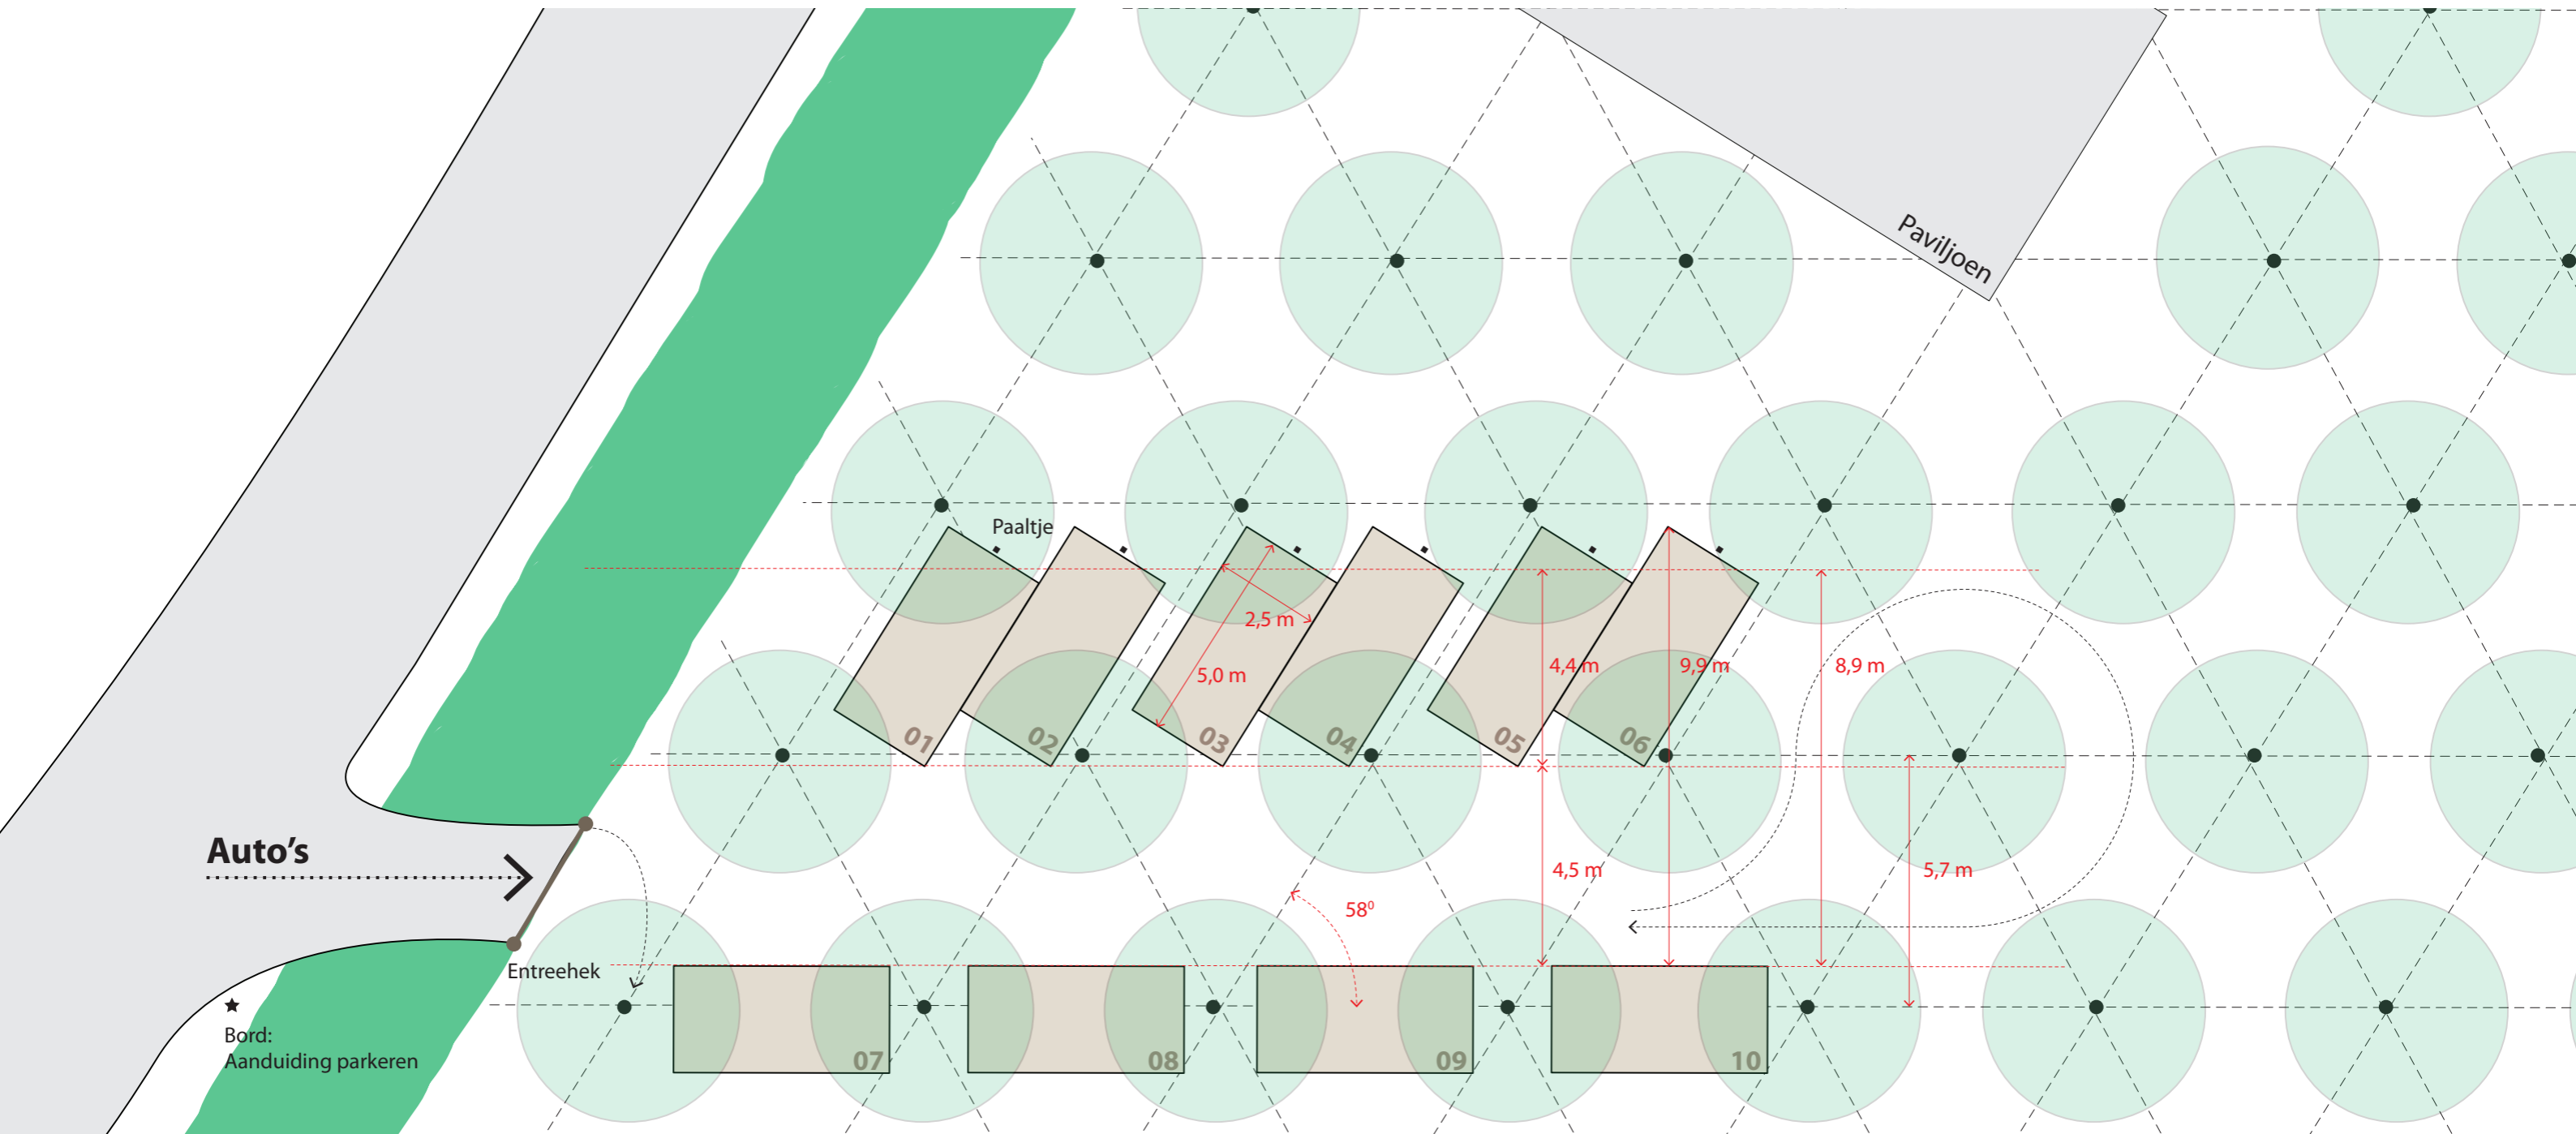 Paviljoen
Paaltje
2,5 m
5,0 m
4,4 m
9,9 m
8,9 m
01
02
03
04
05
06
Auto’s
4,5 m
5,7 m
58⁰
Entreehek
Bord:
Aanduiding parkeren
07
08
09
10